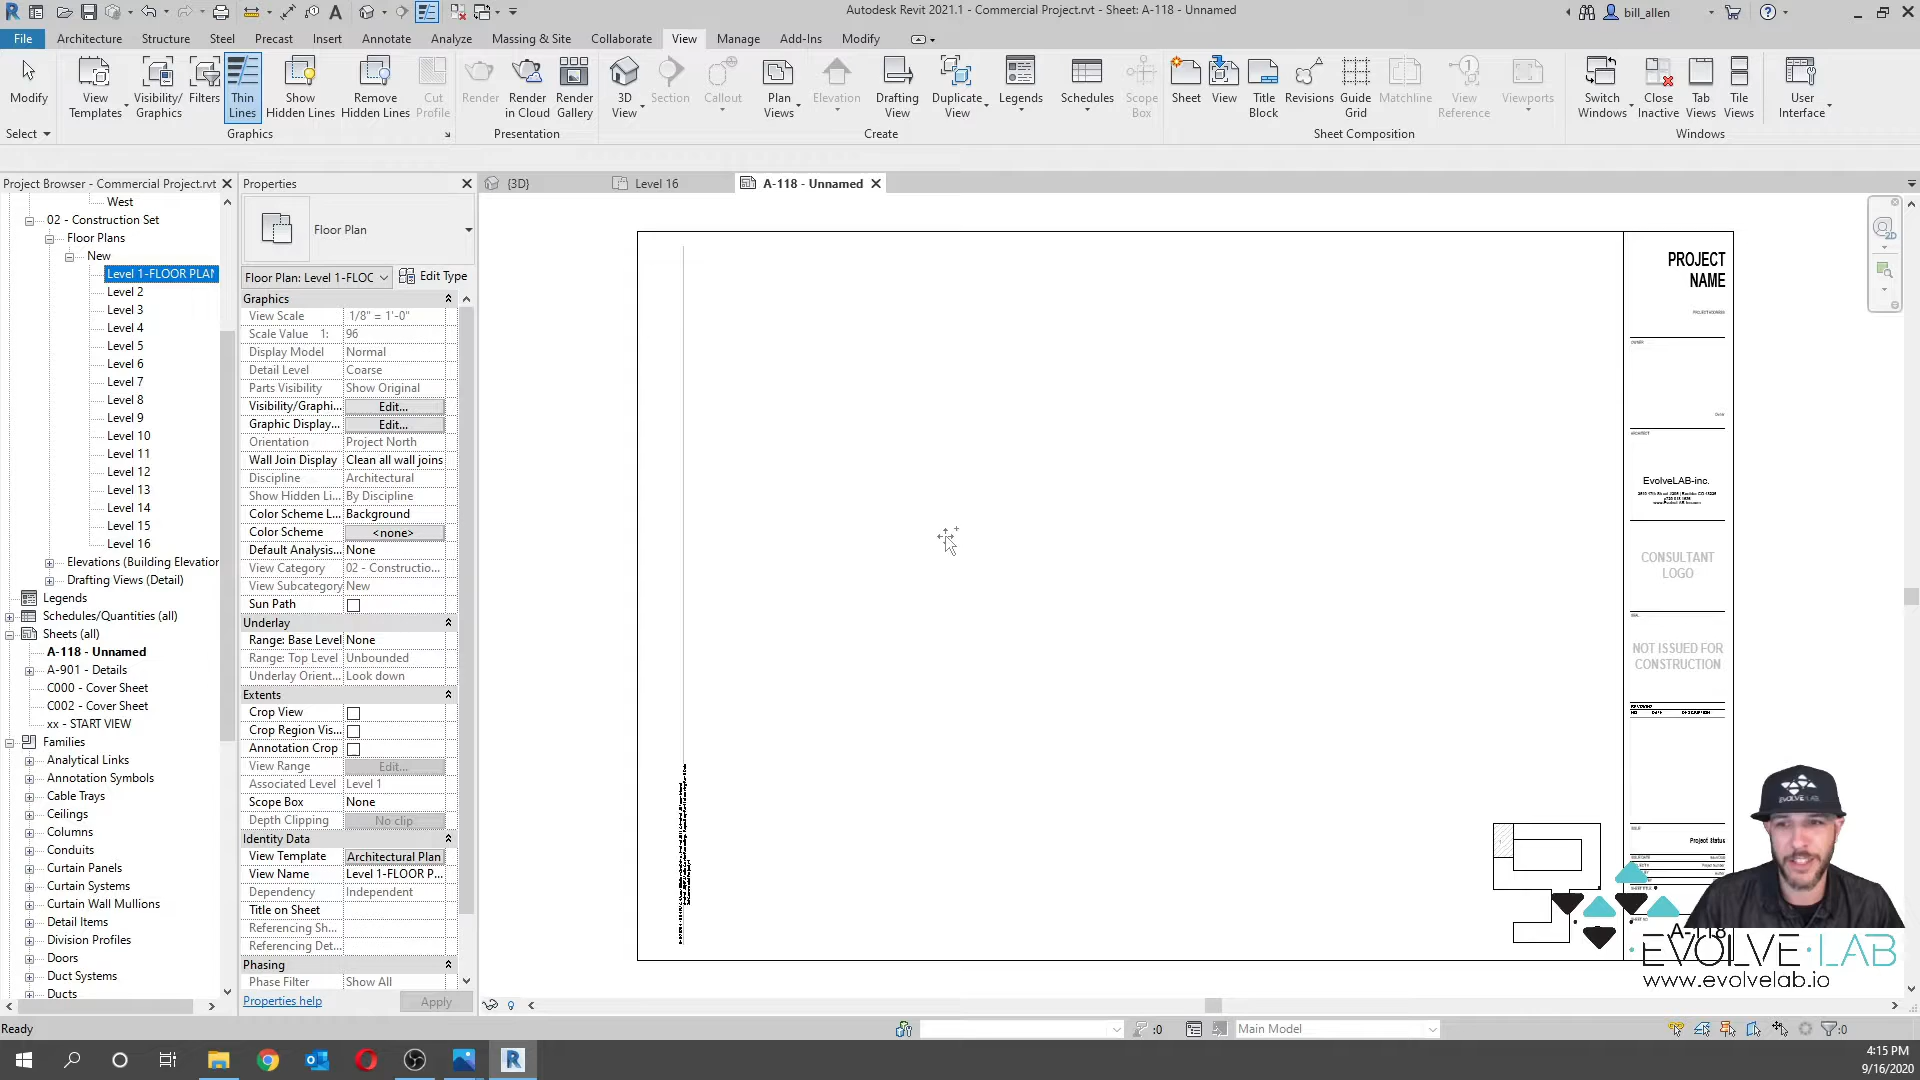 Autodesk Revit 2021.1 - Commercial Project.rvt - Sheet: A-118 - Unnamed
bill_allen
File Architecture Structure Steel Precast Insert Annotate Analyze Massing & Site Collaborate View Manage Add-Ins Modify
Modify
View Templates
Visibility/ Graphics
Filters
Thin Lines
Show Hidden Lines
Remove Hidden Lines
Cut Profile
Render
Render in Cloud
Render Gallery
3D View
Section
Callout
Plan Views
Elevation
Drafting View
Duplicate View
Legends
Schedules
Scope Box
Sheet
View
Title Block
Revisions
Guide Grid
Matchline
View Reference
Viewports
Switch Windows
Close Inactive
Tab Views
Tile Views
User Interface
Select
Graphics
Presentation
Create
Sheet Composition
Windows
Project Browser - Commercial Project.rvt
West
02 - Construction Set
Floor Plans
New
Level 1-FLOOR PLAN
Level 2
Level 3
Level 4
Level 5
Level 6
Level 7
Level 8
Level 9
Level 10
Level 11
Level 12
Level 13
Level 14
Level 15
Level 16
Elevations (Building Elevation
Drafting Views (Detail)
Legends
Schedules/Quantities (all)
Sheets (all)
A-118 - Unnamed
A-901 - Details
C000 - Cover Sheet
C002 - Cover Sheet
xx - START VIEW
Families
Analytical Links
Annotation Symbols
Cable Trays
Ceilings
Columns
Conduits
Curtain Panels
Curtain Systems
Curtain Wall Mullions
Detail Items
Division Profiles
Doors
Duct Systems
Ducts
Properties
Floor Plan
Floor Plan: Level 1-FLOC
Edit Type
Graphics
View Scale 1/8" = 1'-0"
Scale Value 1: 96
Display Model Normal
Detail Level Coarse
Parts Visibility Show Original
Visibility/Graphi... Edit...
Graphic Display... Edit...
Orientation Project North
Wall Join Display Clean all wall joins
Discipline Architectural
Show Hidden Li... By Discipline
Color Scheme L... Background
Color Scheme <none>
Default Analysis... None
View Category 02 - Constructio...
View Subcategory New
Sun Path
Underlay
Range: Base Level None
Range: Top Level Unbounded
Underlay Orient... Look down
Extents
Crop View
Crop Region Vis...
Annotation Crop
View Range Edit...
Associated Level Level 1
Scope Box None
Depth Clipping No clip
Identity Data
View Template Architectural Plan
View Name Level 1-FLOOR P...
Dependency Independent
Title on Sheet
Referencing Sh...
Referencing Det...
Phasing
Phase Filter Show All
Properties help
Apply
{3D}
Level 16
A-118 - Unnamed
2D
PROJECT
NAME
PROJECT ADDRESS
OWNER
ARCHITECT
EvolveLAB-inc.
CONSULTANT
LOGO
NOT ISSUED FOR
CONSTRUCTION
Project Status
A-118
EVOLVE LAB
EVOLVE·LAB
www.evolvelab.io
Ready
:0
Main Model
:0
4:15 PM
9/16/2020